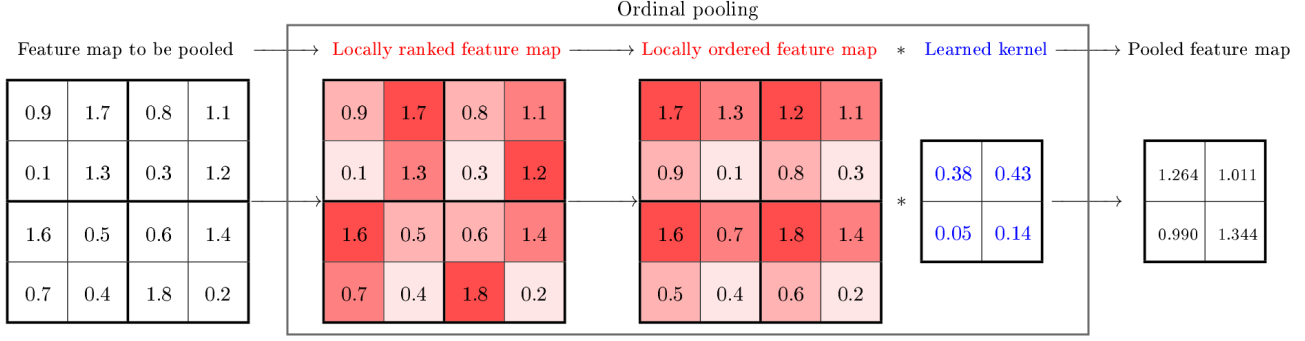 Ordinal pooling
Feature map to be pooled Locally ranked feature map Locally ordered feature map * Learned kernel Pooled feature map
0.9 1.7 0.8 1.1 0.9 1.7 0.8 1.1 1.7 1.3 1.2 1.1
0.1 1.3 0.3 1.2 0.1 1.3 0.3 1.2 0.9 0.1 0.8 0.3 0.38 0.43 1.264 1.011
*
1.6 0.5 0.6 1.4 1.6 0.5 0.6 1.4 1.6 0.7 1.8 1.4 0.05 0.14 0.990 1.344
0.7 0.4 1.8 0.2 0.7 0.4 1.8 0.2 0.5 0.4 0.6 0.2